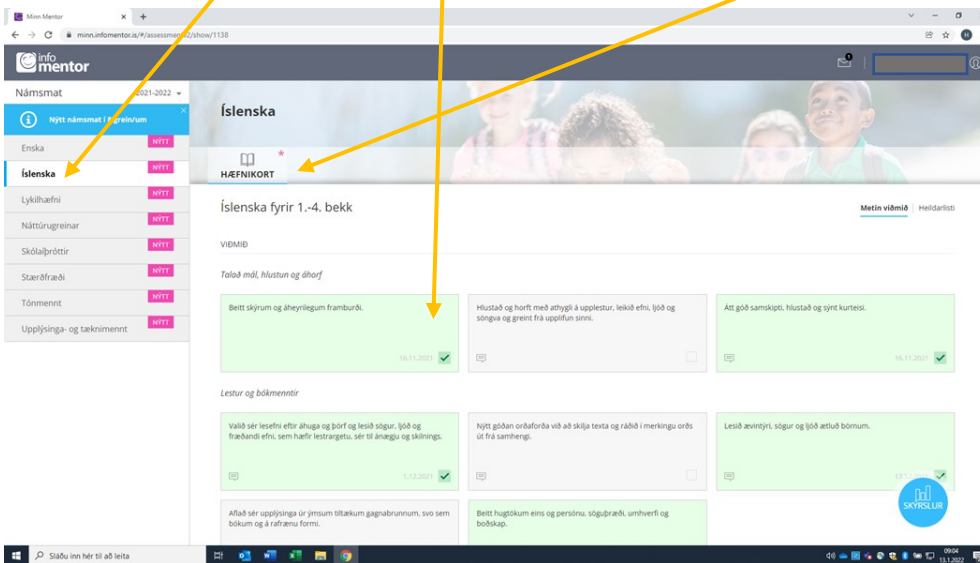 Minn Mentor
minn.infomentor.is/#/assessment/2/show/1138
H
info
mentor
Námsmat
2021-2022
Nýtt námsmat í 8 grein/um
Enska
NÝTT
Íslenska
NÝTT
Lykilhæfni
NÝTT
Náttúrugreinar
NÝTT
Skólaíþróttir
NÝTT
Stærðfræði
NÝTT
Tónmennt
NÝTT
Upplýsinga- og tæknimennt
NÝTT
Íslenska
HÆFNIKORT
Íslenska fyrir 1.-4. bekk
Metin viðmið
Heildarlisti
VIÐMIÐ
Talað mál, hlustun og áhorf
Beitt skýrum og áheyrilegum framburði.
16.11.2021
Hlustað og horft með athygli á upplestur, leikið efni, ljóð og
söngva og greint frá upplifun sinni.
Átt góð samskipti, hlustað og sýnt kurteisi.
16.11.2021
Lestur og bókmenntir
Valið sér lesefni eftir áhuga og þörf og lesið sögur, ljóð og
fræðandi efni, sem hæfir lestrargetu, sér til ánægju og skilnings.
1.12.2021
Nýtt góðan orðaforða við að skilja texta og ráðið í merkingu orðs
út frá samhengi.
Lesið ævintýri, sögur og ljóð ætluð börnum.
Aflað sér upplýsinga úr ýmsum tiltækum gagnabrunnum, svo sem
bókum og á rafrænu formi.
Beitt hugtökum eins og persónu, söguþræði, umhverfi og
boðskap.
SKÝRSLUR
Sláðu inn hér til að leita
09:04
13.1.2022